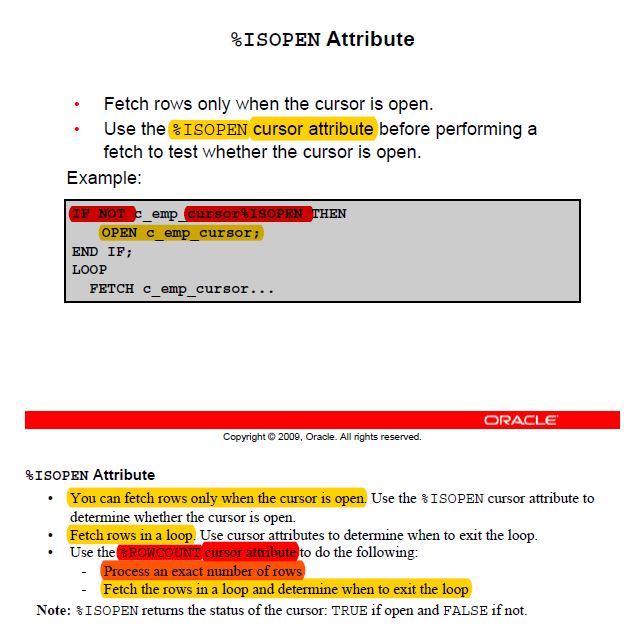 %ISOPEN Attribute
• Fetch rows only when the cursor is open.
• Use the %ISOPEN cursor attribute before performing a
fetch to test whether the cursor is open.
Example:
IF NOT c_emp_cursor%ISOPEN THEN
OPEN c_emp_cursor;
END IF;
LOOP
FETCH c_emp_cursor...
ORACLE
Copyright © 2009, Oracle. All rights reserved.
%ISOPEN Attribute
• You can fetch rows only when the cursor is open. Use the %ISOPEN cursor attribute to
determine whether the cursor is open.
• Fetch rows in a loop. Use cursor attributes to determine when to exit the loop.
• Use the %ROWCOUNT cursor attribute to do the following:
- Process an exact number of rows
- Fetch the rows in a loop and determine when to exit the loop
Note: %ISOPEN returns the status of the cursor: TRUE if open and FALSE if not.